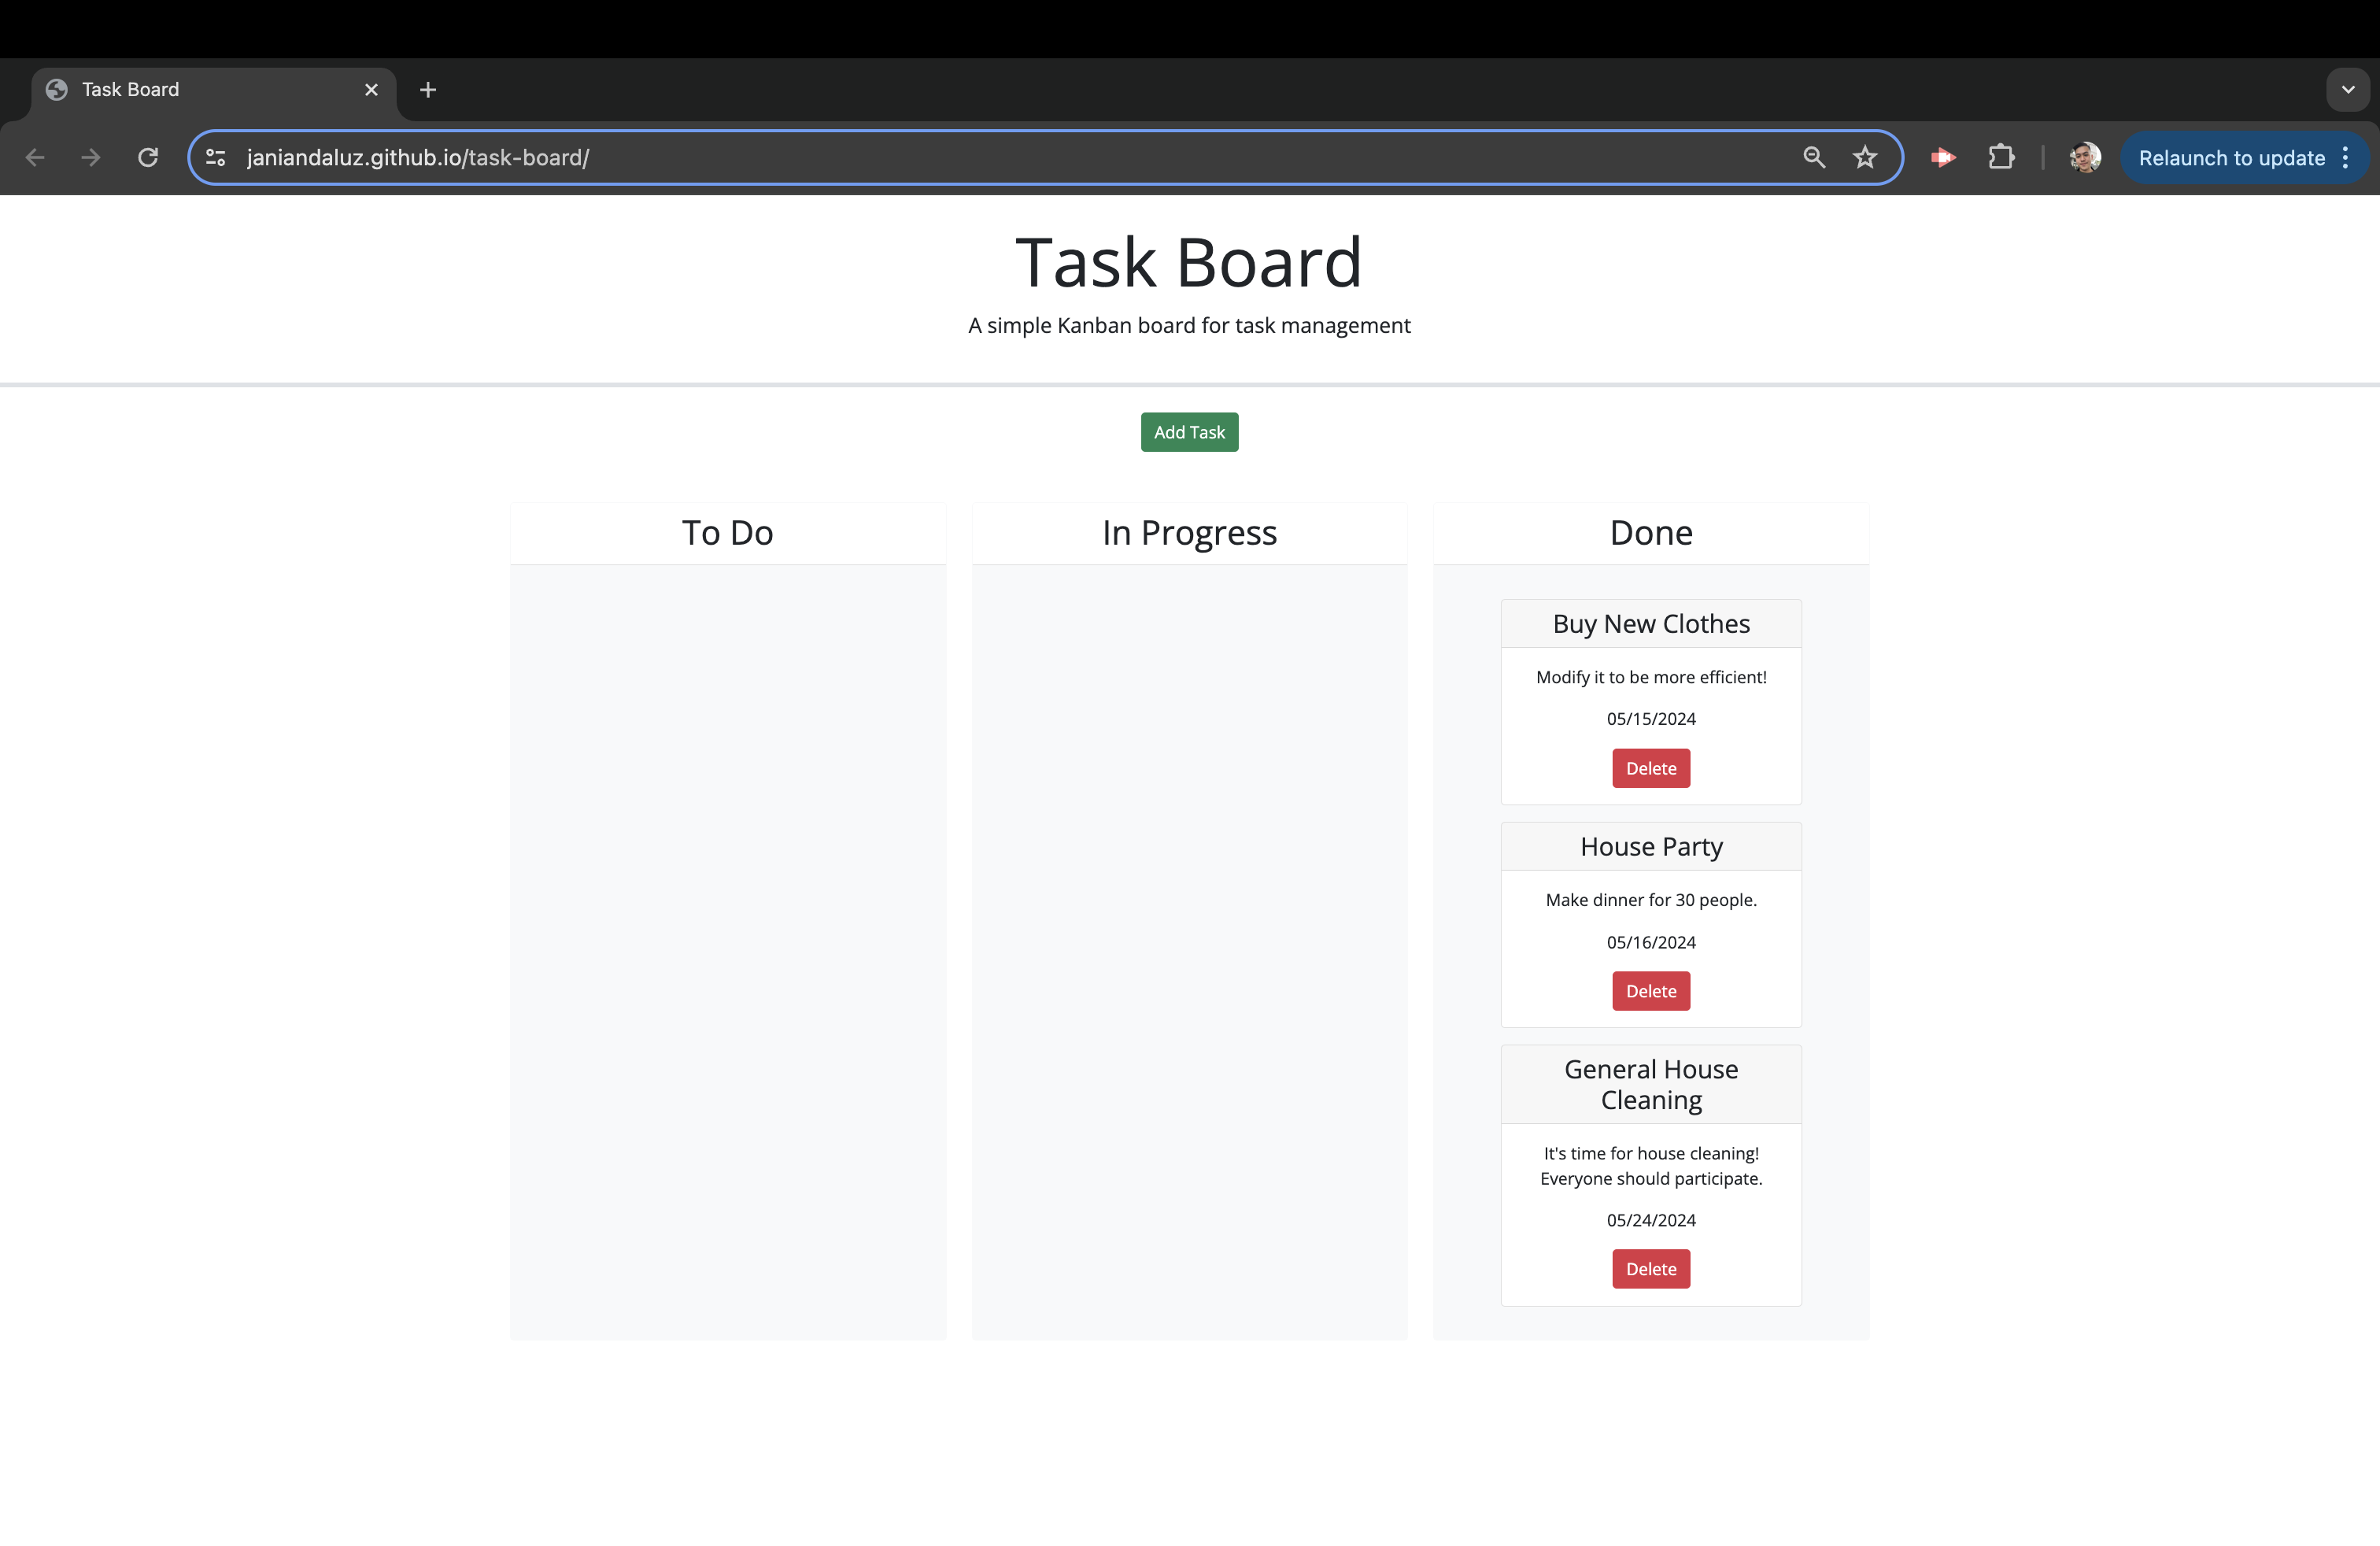 Task Board
janiandaluz.github.io/task-board/
Relaunch to update
Task Board
A simple Kanban board for task management
Add Task
To Do
In Progress
Done
Buy New Clothes
Modify it to be more efficient!
05/15/2024
Delete
House Party
Make dinner for 30 people.
05/16/2024
Delete
General House
Cleaning
It's time for house cleaning!
Everyone should participate.
05/24/2024
Delete